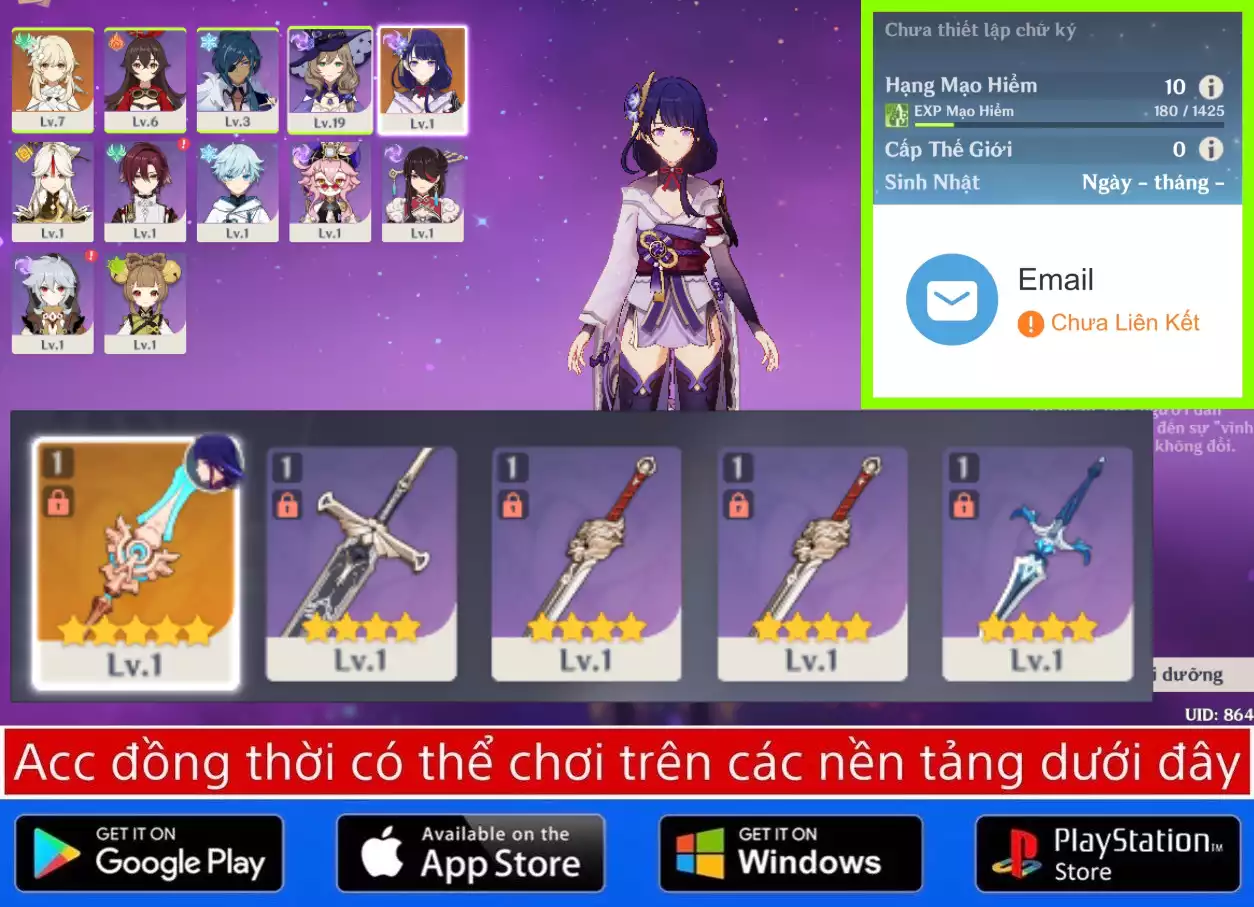 Lv.7
Lv.6
Lv.3
Lv.19
Lv.1
Lv.1
Lv.1
Lv.1
Lv.1
Lv.1
Lv.1
Lv.1
Chưa thiết lập chữ ký
Hạng Mạo Hiểm 10
EXP Mạo Hiểm 180 / 1425
Cấp Thế Giới 0
Sinh Nhật Ngày - tháng -
Email
Chưa Liên Kết
đến sự "vĩnh
không đổi.
1
1
1
1
1
Lv.1
Lv.1
Lv.1
Lv.1
Lv.1
i dưỡng
UID: 864
Acc đồng thời có thể chơi trên các nền tảng dưới đây
GET IT ON
Google Play
Available on the
App Store
GET IT ON
Windows
PlayStation™
Store